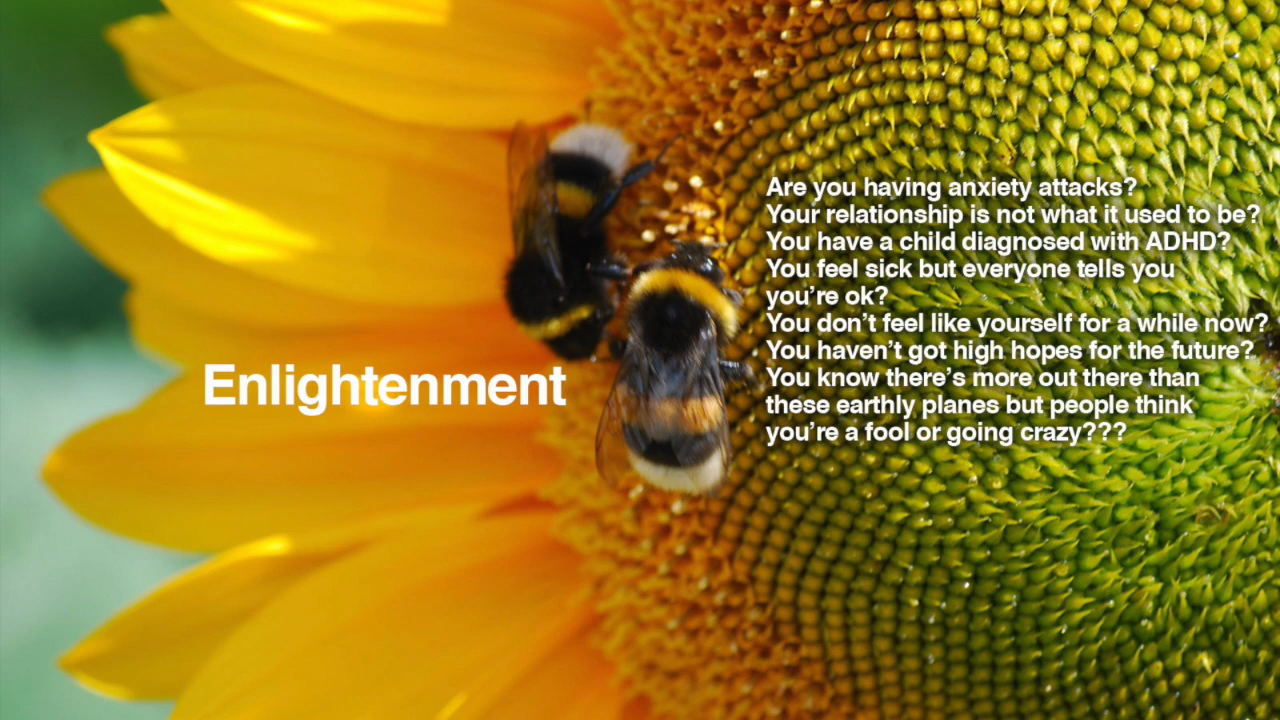 Enlightenment
Are you having anxiety attacks?
Your relationship is not what it used to be?
You have a child diagnosed with ADHD?
You feel sick but everyone tells you
you’re ok?
You don’t feel like yourself for a while now?
You haven’t got high hopes for the future?
You know there’s more out there than
these earthly planes but people think
you’re a fool or going crazy???